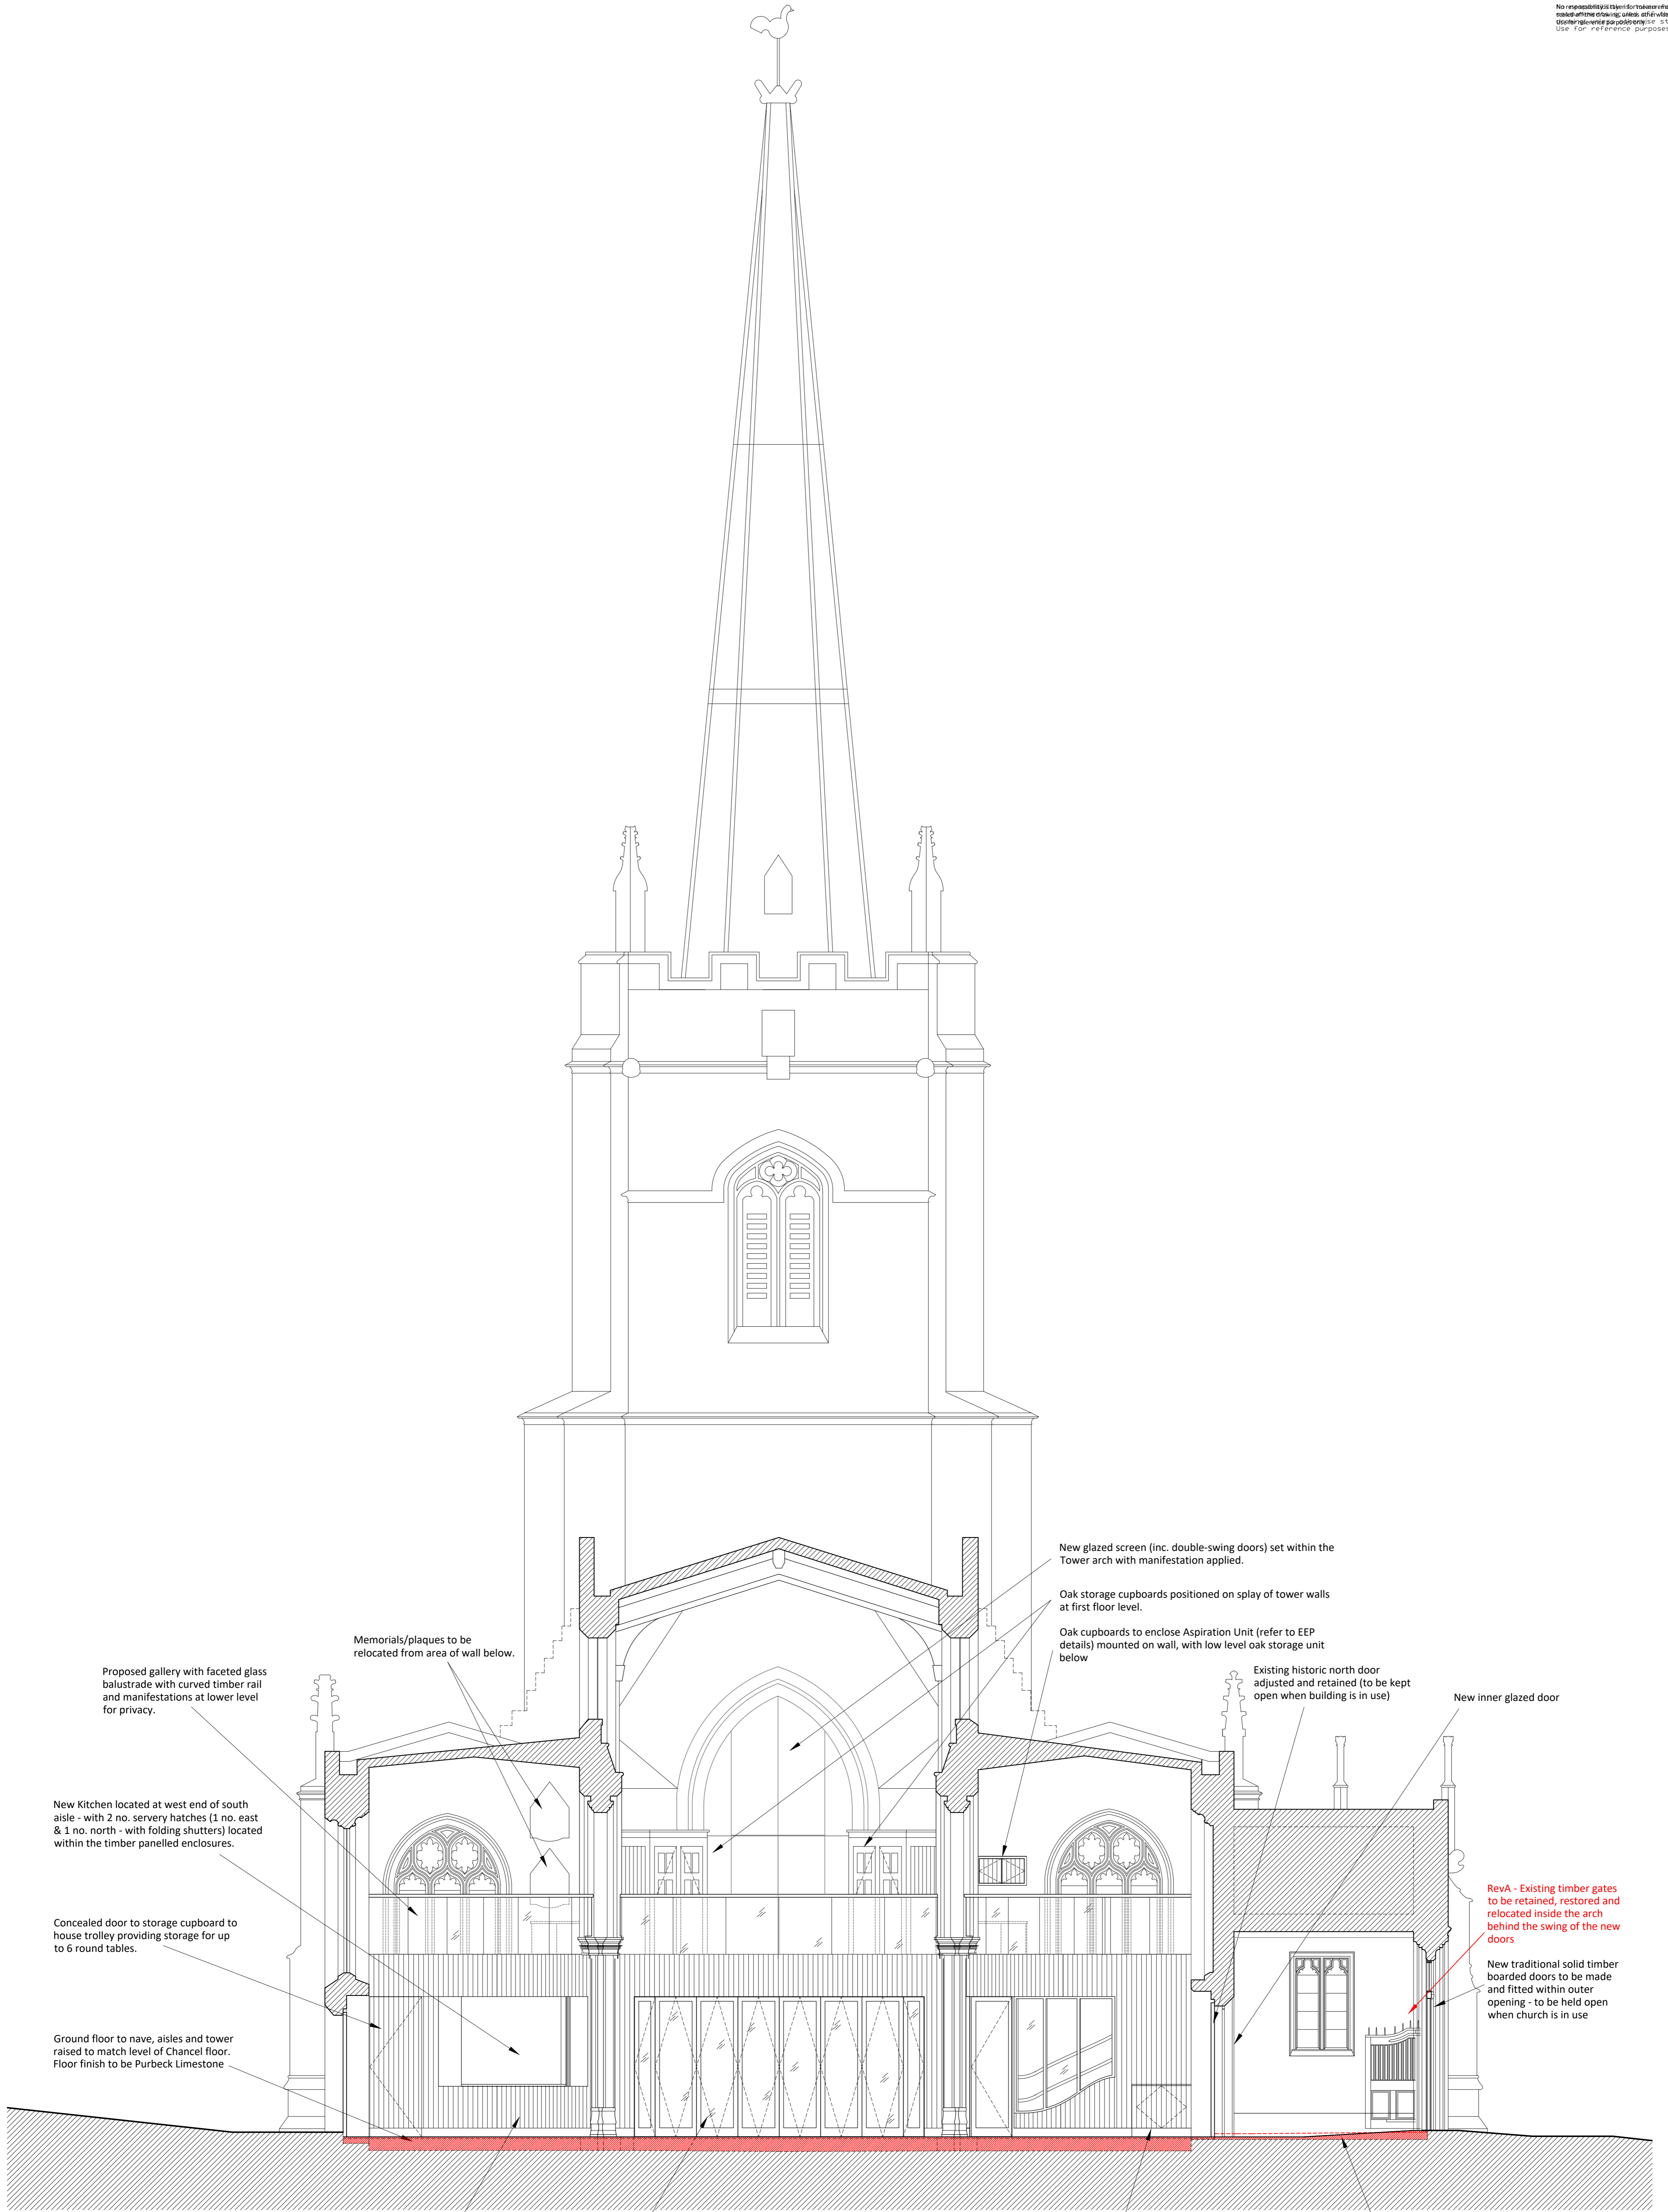 Use for reference purposes
New glazed screen (inc. double-swing doors) set within the
Tower arch with manifestation applied.
Oak storage cupboards positioned on splay of tower walls
at first floor level.
Oak cupboards to enclose Aspiration Unit (refer to EEP
details) mounted on wall, with low level oak storage unit
below
Memorials/plaques to be
relocated from area of wall below.
Existing historic north door
adjusted and retained (to be kept
open when building is in use)
New inner glazed door
Proposed gallery with faceted glass
balustrade with curved timber rail
and manifestations at lower level
for privacy.
New Kitchen located at west end of south
aisle - with 2 no. servery hatches (1 no. east
& 1 no. north - with folding shutters) located
within the timber panelled enclosures.
RevA - Existing timber gates
to be retained, restored and
relocated inside the arch
behind the swing of the new
doors
Concealed door to storage cupboard to
house trolley providing storage for up
to 6 round tables.
New traditional solid timber
boarded doors to be made
and fitted within outer
opening - to be held open
when church is in use
Ground floor to nave, aisles and tower
raised to match level of Chancel floor.
Floor finish to be Purbeck Limestone